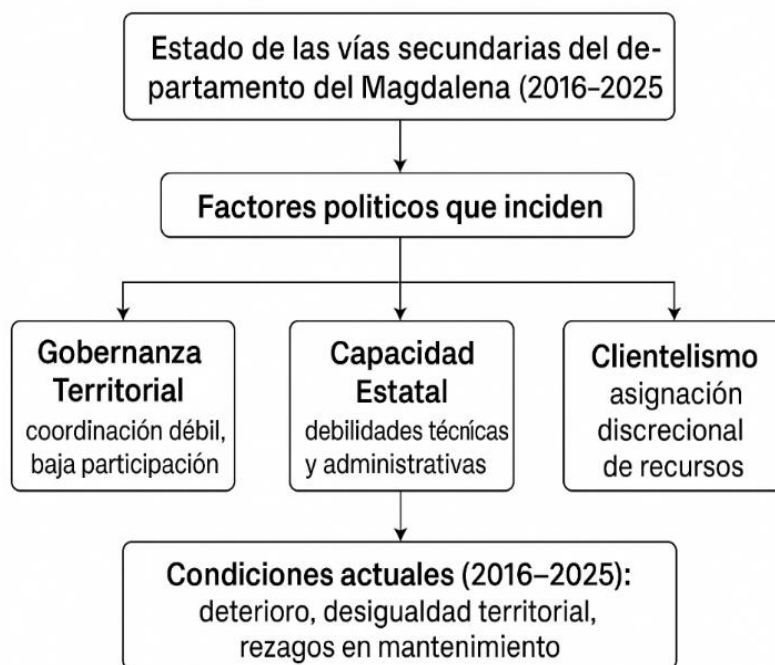 Estado de las vías secundarias del de-
partamento del Magdalena (2016–2025
Factores politicos que inciden
Gobernanza
Territorial
coordinación débil,
baja participación
Capacidad
Estatal
debilidades técnicas
y administrativas
Clientelismo
asignación
discrecional
de recursos
Condiciones actuales (2016–2025):
deterioro, desigualdad territorial,
rezagos en mantenimiento